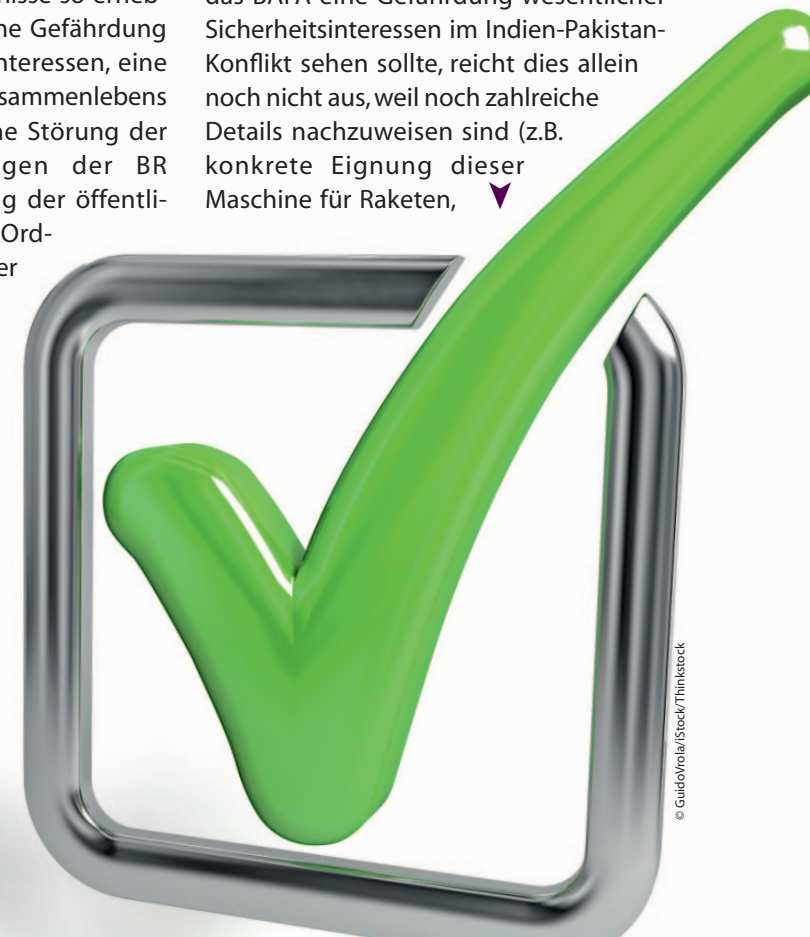 nisse so erheb-
ne Gefährdung
nteressen, eine
sammenlebens
ne Störung der
gen der BR
g der öffentli-
Ord-
er
das BAFA eine Gefährdung wesentlicher
Sicherheitsinteressen im Indien-Pakistan-
Konflikt sehen sollte, reicht dies allein
noch nicht aus, weil noch zahlreiche
Details nachzuweisen sind (z.B.
konkrete Eignung dieser
Maschine für Raketen,
© GuidoVrola/iStock/Thinkstock